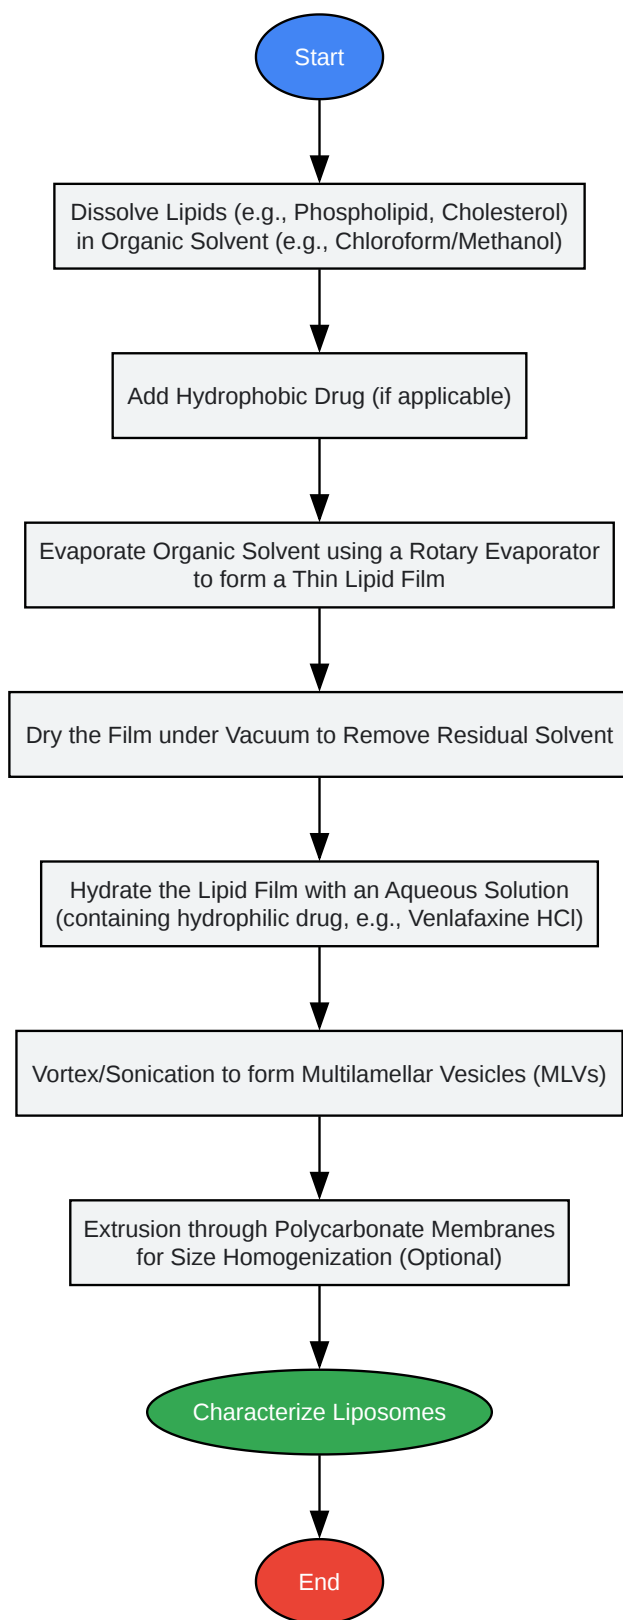 Start
Dissolve Lipids (e.g., Phospholipid, Cholesterol)
in Organic Solvent (e.g., Chloroform/Methanol)
Add Hydrophobic Drug (if applicable)
Evaporate Organic Solvent using a Rotary Evaporator
to form a Thin Lipid Film
Dry the Film under Vacuum to Remove Residual Solvent
Hydrate the Lipid Film with an Aqueous Solution
(containing hydrophilic drug, e.g., Venlafaxine HCl)
Vortex/Sonication to form Multilamellar Vesicles (MLVs)
Extrusion through Polycarbonate Membranes
for Size Homogenization (Optional)
Characterize Liposomes
End